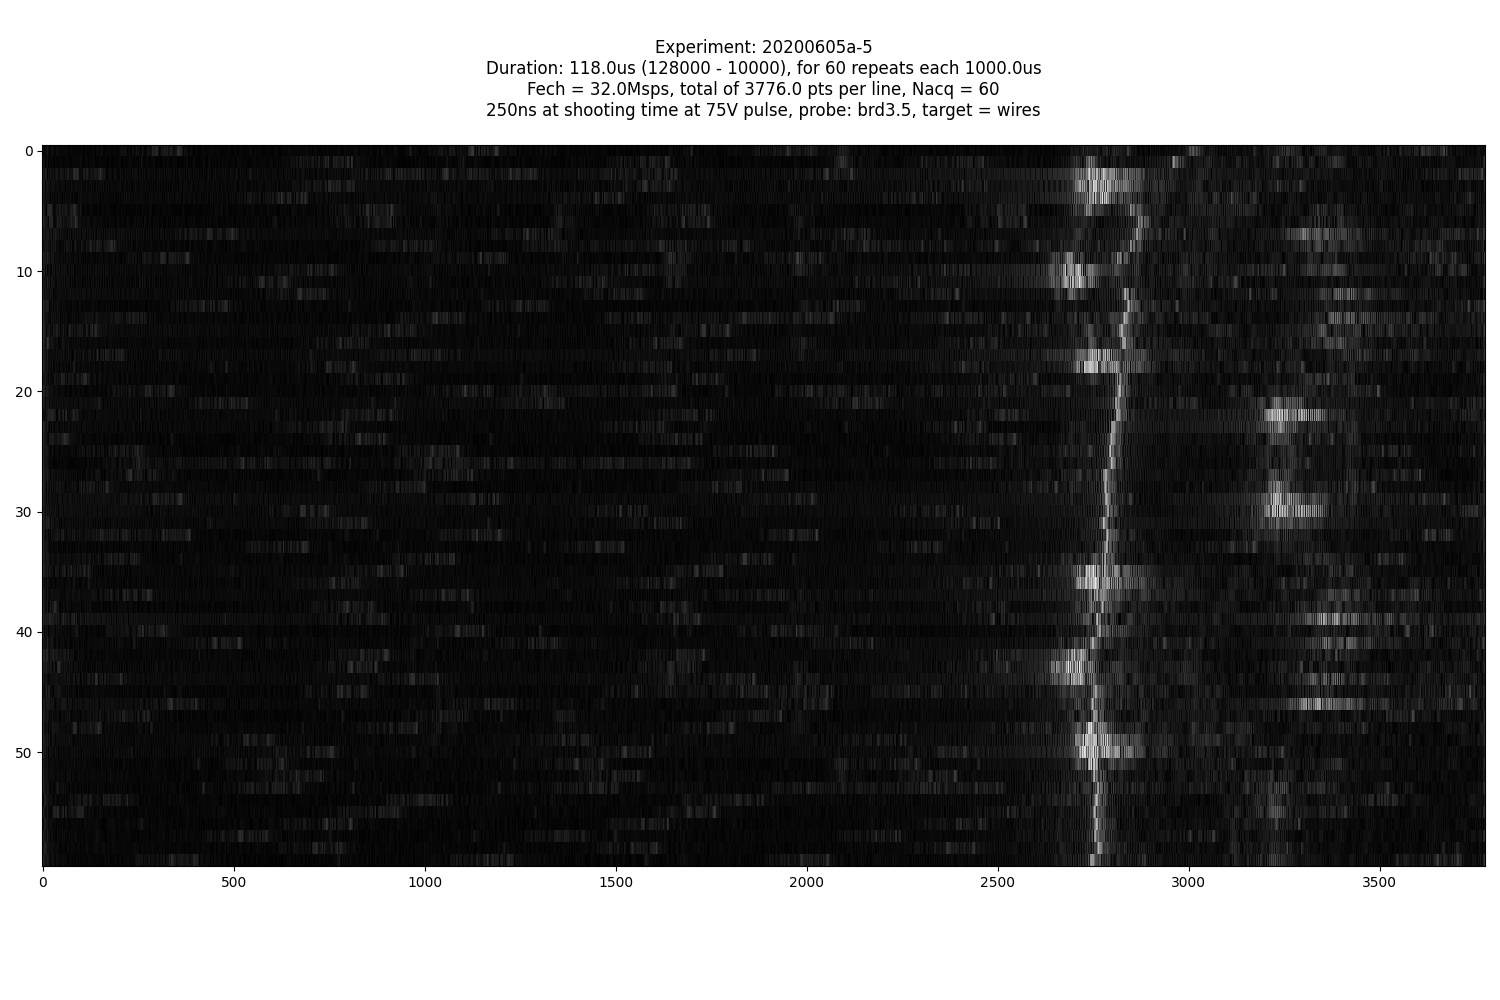 Experiment: 20200605a-5
Duration: 118.0us (128000 - 10000), for 60 repeats each 1000.0us
Fech = 32.0Msps, total of 3776.0 pts per line, Nacq = 60
250ns at shooting time at 75V pulse, probe: brd3.5, target = wires
0
10
20
30
40
50
0 500 1000 1500 2000 2500 3000 3500